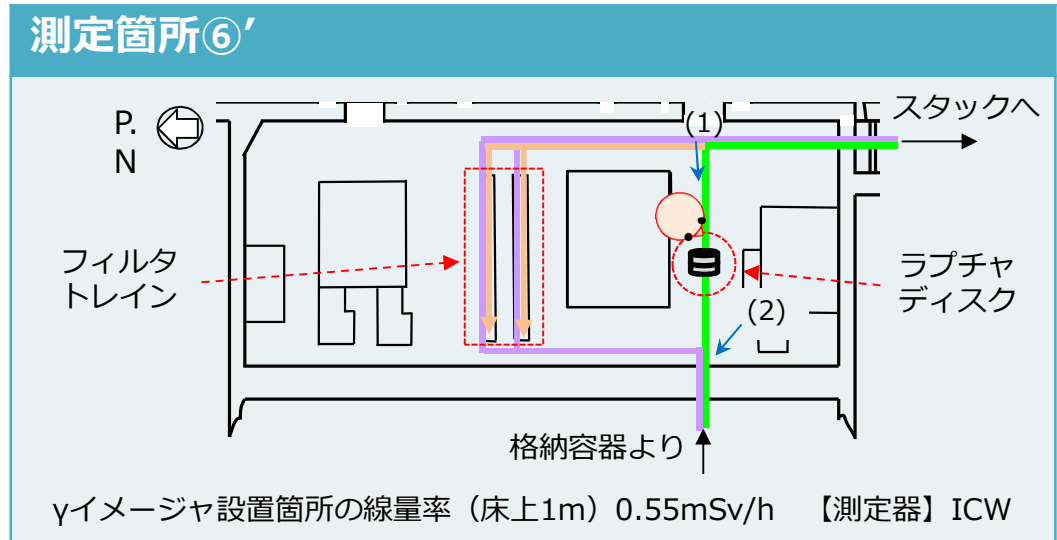 測定箇所⑥’
P.
N
(1)
スタックへ
フィルタ
トレイン
ラプチャ
ディスク
(2)
格納容器より
γイメージャ設置箇所の線量率（床上1m）0.55mSv/h　【測定器】ICW